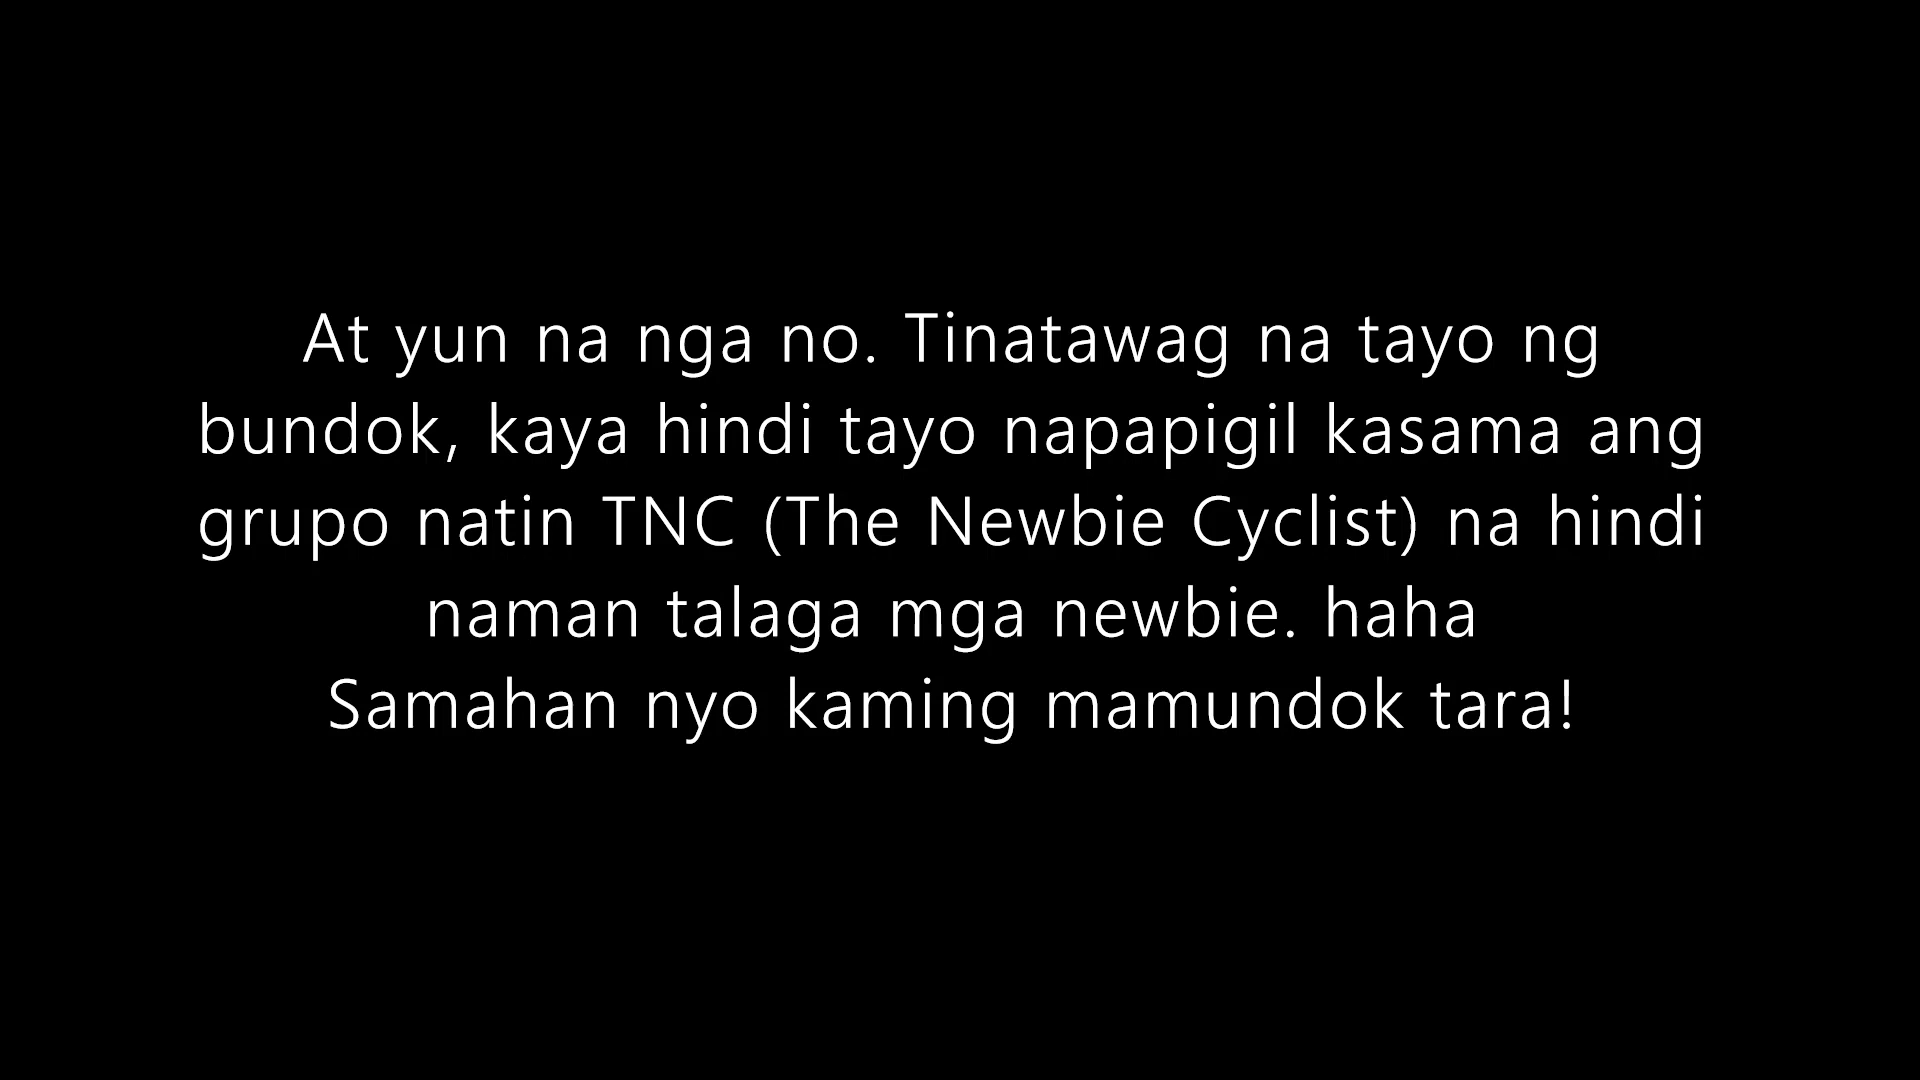 At yun na nga no. Tinatawag na tayo ng
bundok, kaya hindi tayo napapigil kasama ang
grupo natin TNC (The Newbie Cyclist) na hindi
naman talaga mga newbie. haha
Samahan nyo kaming mamundok tara!